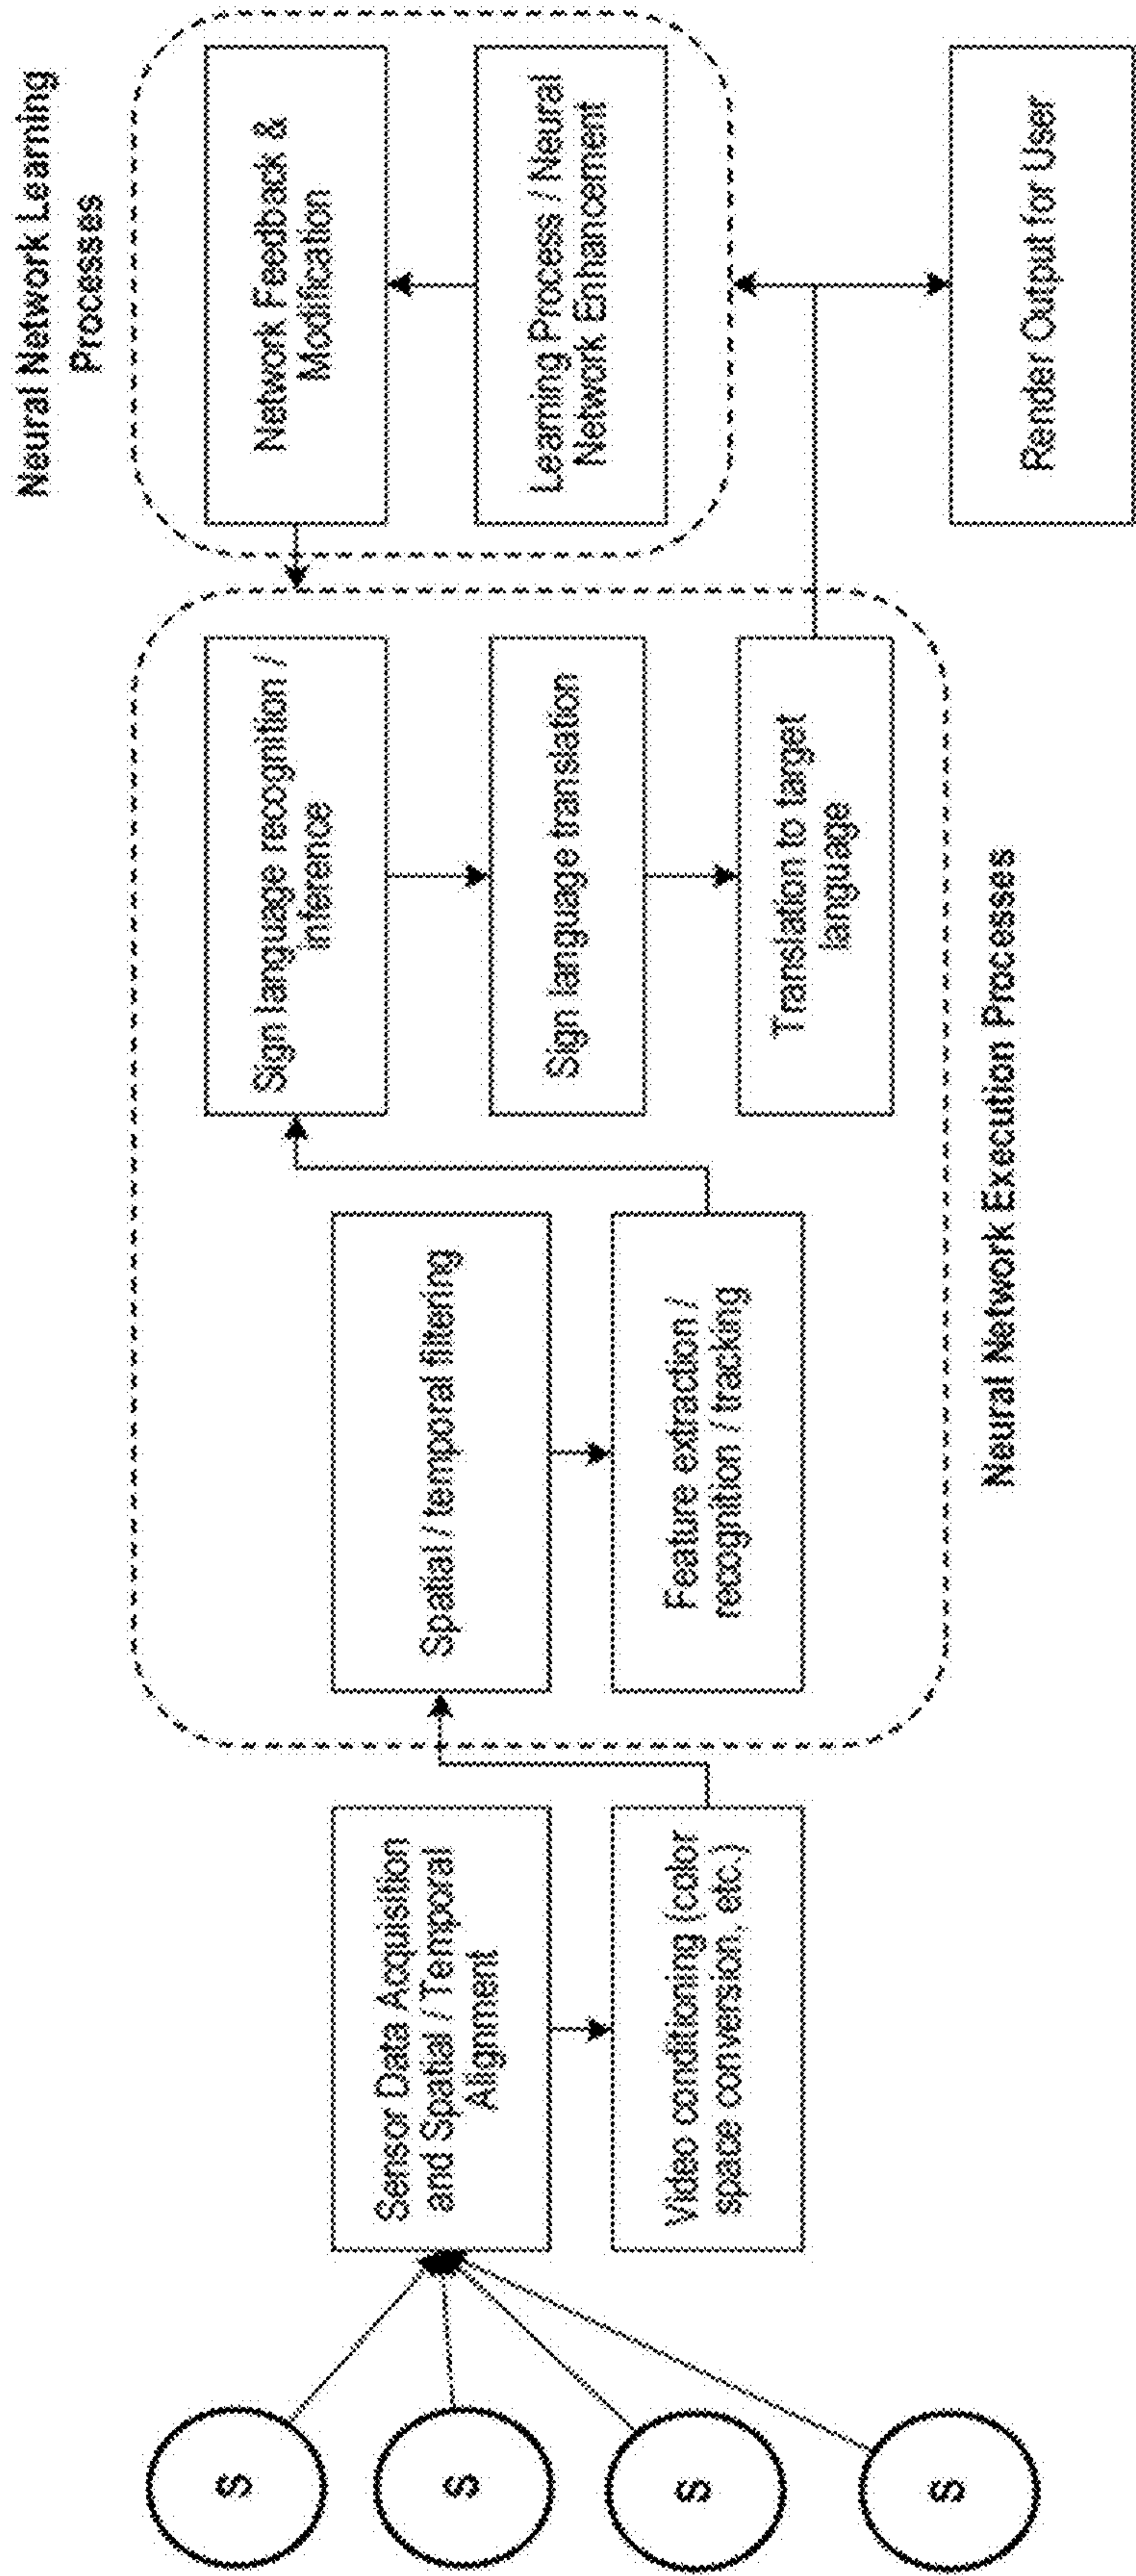 S
S
S
S
Sensor Data Acquisition
and Spatial / Temporal
Alignment
Video conditioning (color
space conversion, etc.)
Spatial / temporal filtering
Feature extraction /
recognition / tracking
Sign language recognition /
inference
Sign language translation
Translation to target
language
Neural Network Execution Processes
Neural Network Learning
Processes
Network Feedback &
Modification
Learning Process / Neural
Network Enhancement
Render Output for User